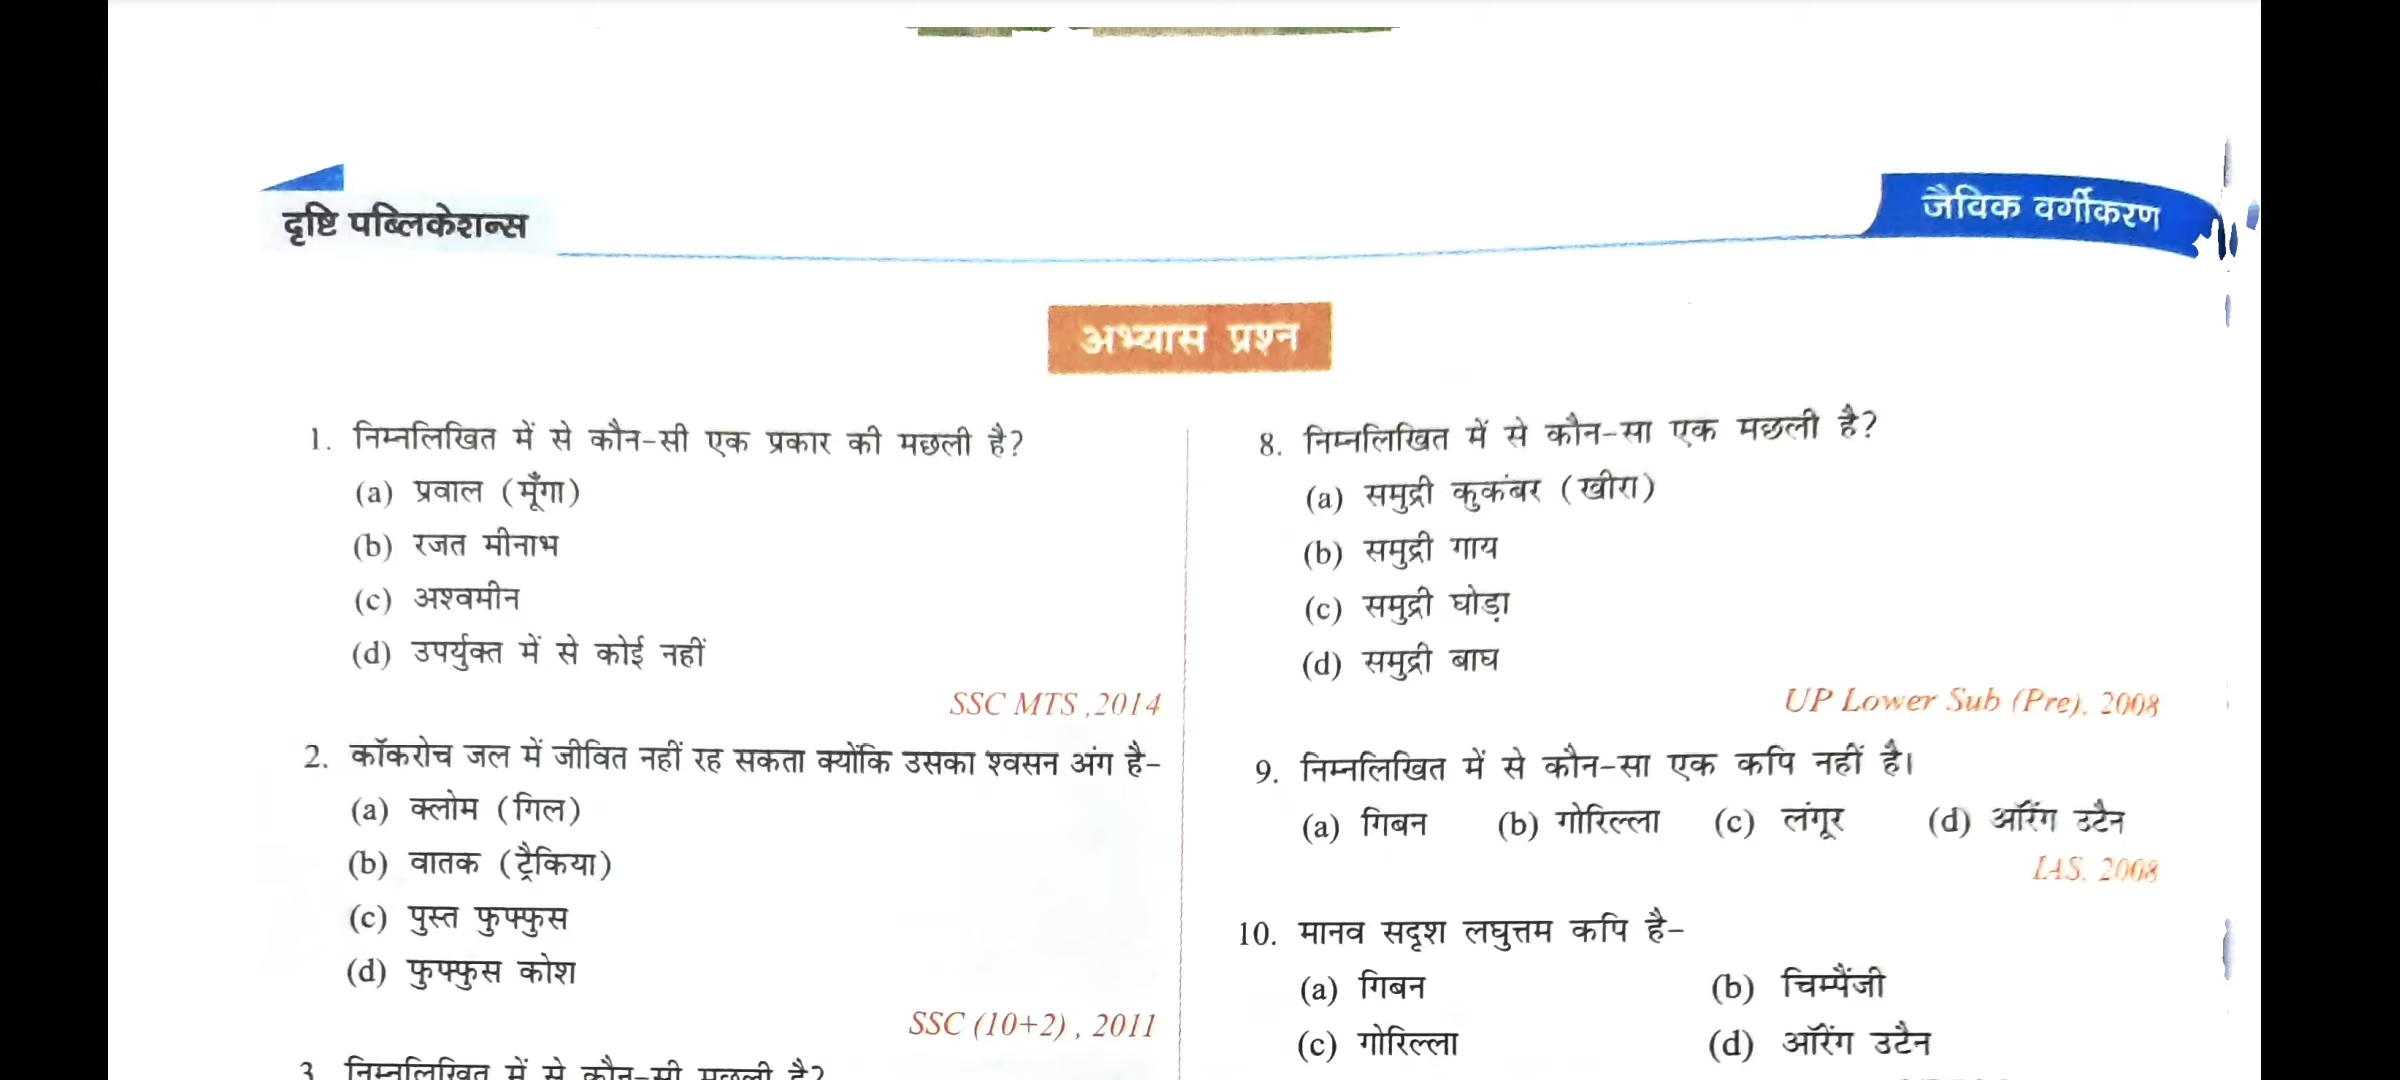 दृष्टि पब्लिकेशन्स
जैविक वर्गीकरण
अभ्यास प्रश्न
1. निम्नलिखित में से कौन-सी एक प्रकार की मछली है?
(a) प्रवाल (मूँगा)
(b) रजत मीनाभ
(c) अश्वमीन
(d) उपर्युक्त में से कोई नहीं
SSC MTS ,2014
2. कॉकरोच जल में जीवित नहीं रह सकता क्योंकि उसका श्वसन अंग है-
(a) क्लोम (गिल)
(b) वातक (ट्रैकिया)
(c) पुस्त फुफ्फुस
(d) फुफ्फुस कोश
SSC (10+2) , 2011
3 निम्नलिखित में से कौन-सी मछली है?
8. निम्नलिखित में से कौन-सा एक मछली है?
(a) समुद्री कुकंबर (खीरा)
(b) समुद्री गाय
(c) समुद्री घोड़ा
(d) समुद्री बाघ
UP Lower Sub (Pre). 2008
9. निम्नलिखित में से कौन-सा एक कपि नहीं है।
(a) गिबन (b) गोरिल्ला (c) लंगूर (d) ऑरेंग उटैन
IAS. 2008
10. मानव सदृश लघुत्तम कपि है-
(a) गिबन (b) चिम्पैंजी
(c) गोरिल्ला (d) ऑरेंग उटैन